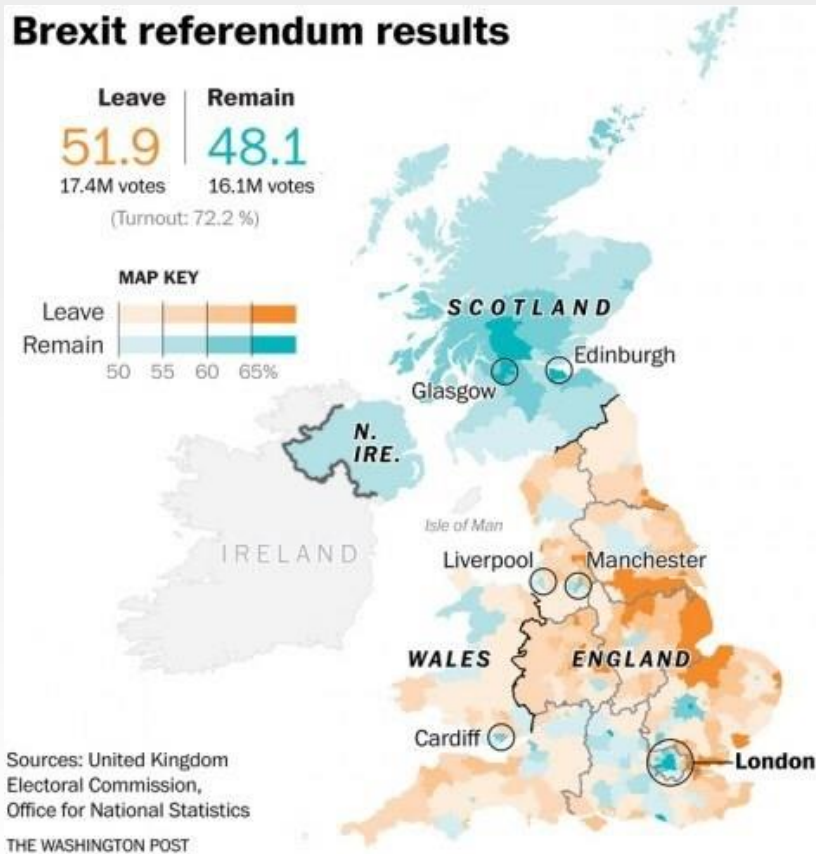 Brexit referendum results
Leave Remain
51.9 48.1
17.4M votes 16.1M votes
(Turnout: 72.2 %)
MAP KEY
Leave
Remain
50 55 60 65%
SCOTLAND
Edinburgh
Glasgow
N.
IRE.
Isle of Man
IRELAND
Liverpool Manchester
WALES ENGLAND
Cardiff
London
Sources: United Kingdom
Electoral Commission,
Office for National Statistics
THE WASHINGTON POST